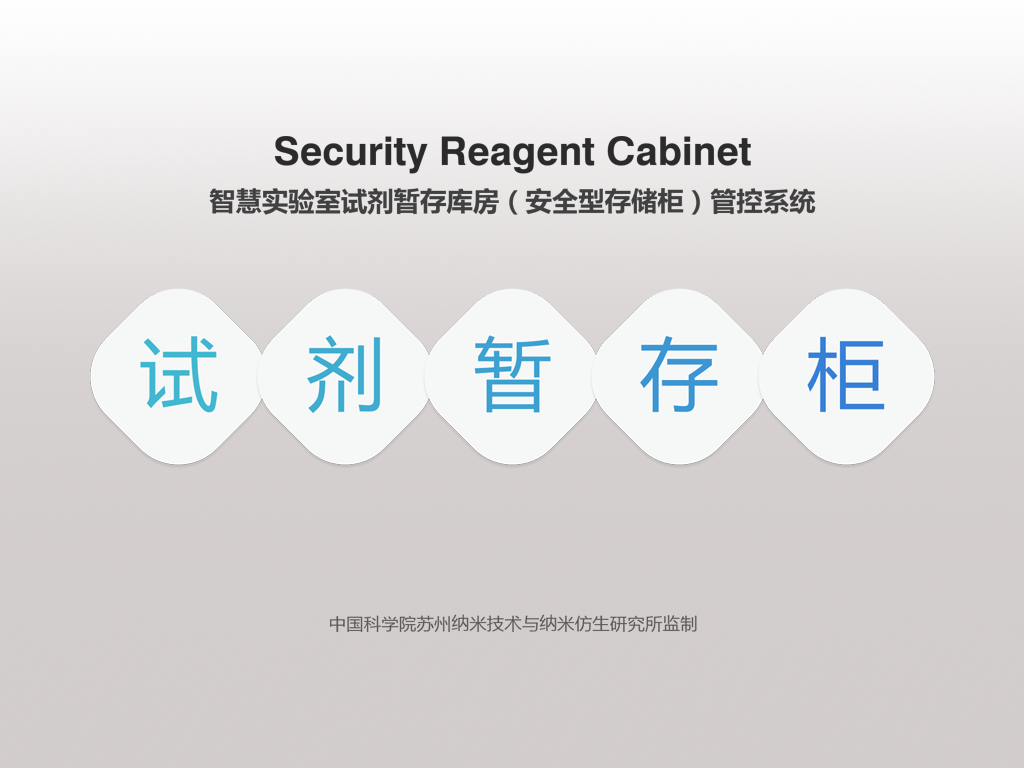 Security Reagent Cabinet
智慧实验室试剂暂存库房（安全型存储柜）管控系统
试剂暂存柜
中国科学院苏州纳米技术与纳米仿生研究所监制